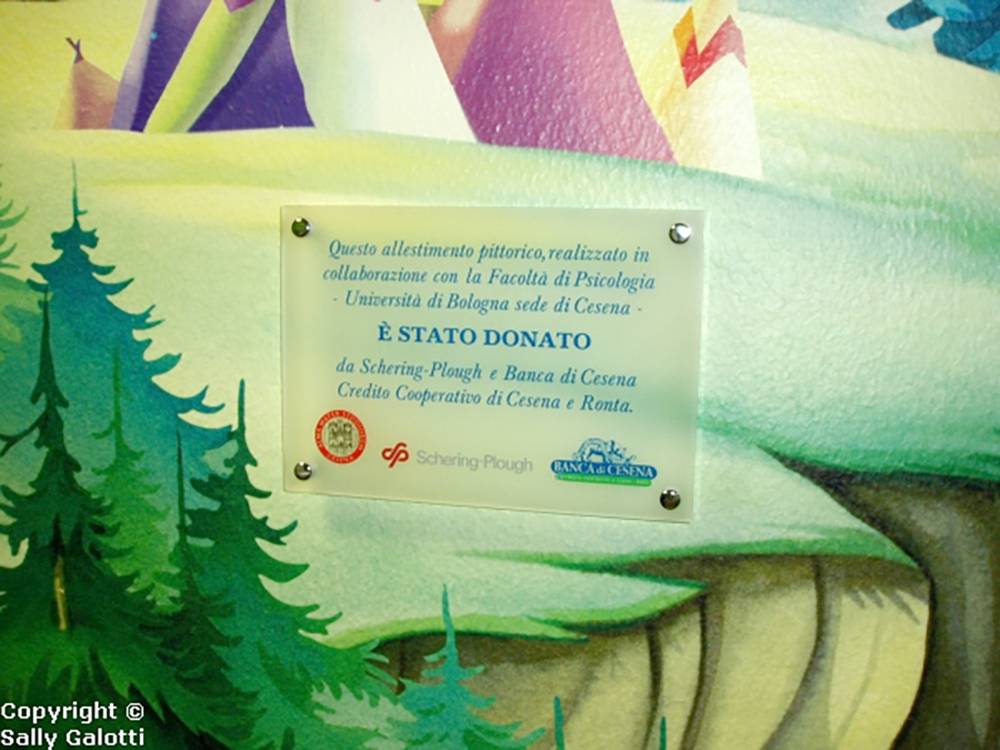 Questo allestimento pittorico, realizzato in
collaborazione con la Facoltà di Psicologia
- Università di Bologna sede di Cesena -
È STATO DONATO
da Schering-Plough e Banca di Cesena
Credito Cooperativo di Cesena e Ronta.
Schering-Plough
BANCA di CESENA
Copyright ©
Sally Galotti